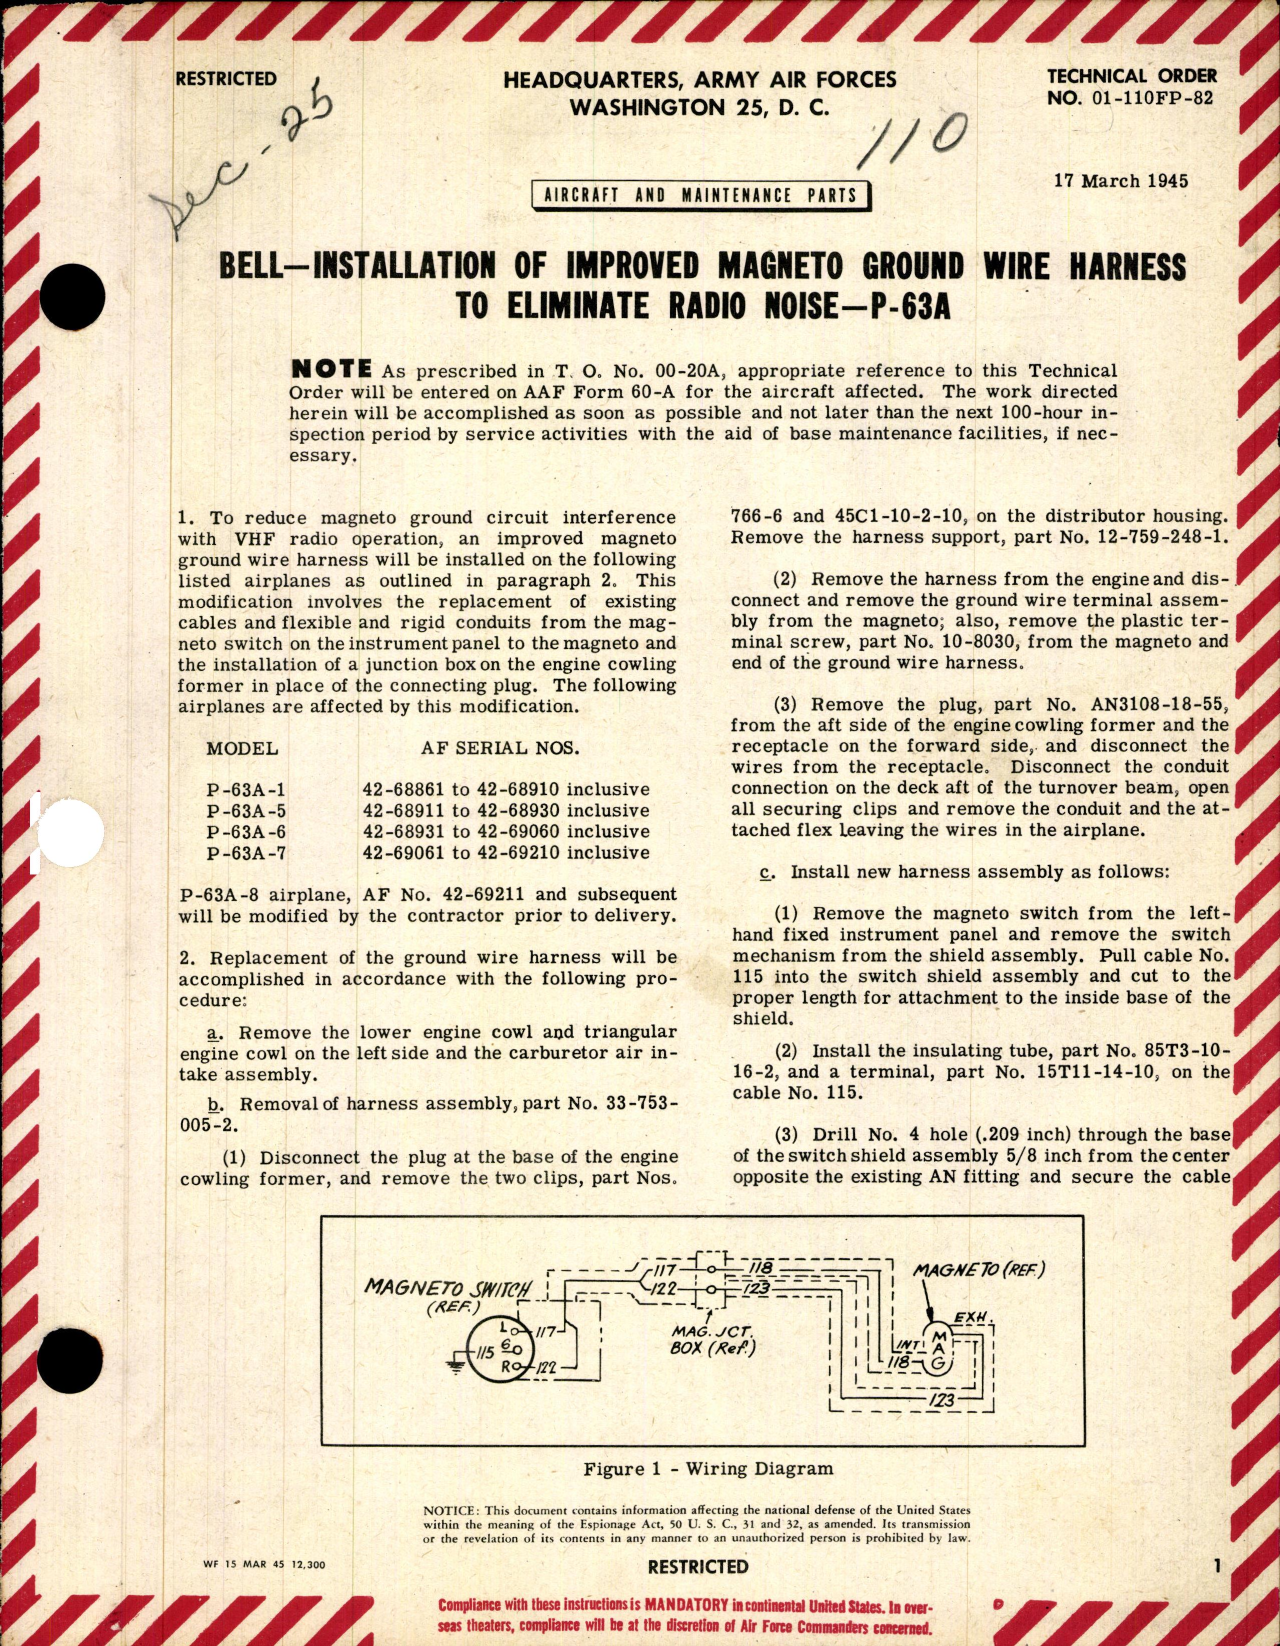 RESTRICTED
HEADQUARTERS, ARMY AIR FORCES
WASHINGTON 25, D. C.
TECHNICAL ORDER
NO. 01-110FP-82
Dec-25
110
17 March 1945
AIRCRAFT AND MAINTENANCE PARTS
BELL—INSTALLATION OF IMPROVED MAGNETO GROUND WIRE HARNESS
TO ELIMINATE RADIO NOISE—P-63A
NOTE As prescribed in T. O. No. 00-20A, appropriate reference to this Technical
Order will be entered on AAF Form 60-A for the aircraft affected. The work directed
herein will be accomplished as soon as possible and not later than the next 100-hour in-
spection period by service activities with the aid of base maintenance facilities, if nec-
essary.
1. To reduce magneto ground circuit interference
with VHF radio operation, an improved magneto
ground wire harness will be installed on the following
listed airplanes as outlined in paragraph 2. This
modification involves the replacement of existing
cables and flexible and rigid conduits from the mag-
neto switch on the instrument panel to the magneto and
the installation of a junction box on the engine cowling
former in place of the connecting plug. The following
airplanes are affected by this modification.
MODEL AF SERIAL NOS.
P-63A-1 42-68861 to 42-68910 inclusive
P-63A-5 42-68911 to 42-68930 inclusive
P-63A-6 42-68931 to 42-69060 inclusive
P-63A-7 42-69061 to 42-69210 inclusive
P-63A-8 airplane, AF No. 42-69211 and subsequent
will be modified by the contractor prior to delivery.
2. Replacement of the ground wire harness will be
accomplished in accordance with the following pro-
cedure:
a. Remove the lower engine cowl and triangular
engine cowl on the left side and the carburetor air in-
take assembly.
b. Removal of harness assembly, part No. 33-753-
005-2.
(1) Disconnect the plug at the base of the engine
cowling former, and remove the two clips, part Nos.
766-6 and 45C1-10-2-10, on the distributor housing.
Remove the harness support, part No. 12-759-248-1.
(2) Remove the harness from the engine and dis-
connect and remove the ground wire terminal assem-
bly from the magneto; also, remove the plastic ter-
minal screw, part No. 10-8030, from the magneto and
end of the ground wire harness.
(3) Remove the plug, part No. AN3108-18-55,
from the aft side of the engine cowling former and the
receptacle on the forward side, and disconnect the
wires from the receptacle. Disconnect the conduit
connection on the deck aft of the turnover beam, open
all securing clips and remove the conduit and the at-
tached flex leaving the wires in the airplane.
c. Install new harness assembly as follows:
(1) Remove the magneto switch from the left-
hand fixed instrument panel and remove the switch
mechanism from the shield assembly. Pull cable No.
115 into the switch shield assembly and cut to the
proper length for attachment to the inside base of the
shield.
(2) Install the insulating tube, part No. 85T3-10-
16-2, and a terminal, part No. 15T11-14-10, on the
cable No. 115.
(3) Drill No. 4 hole (.209 inch) through the base
of the switch shield assembly 5/8 inch from the center
opposite the existing AN fitting and secure the cable
MAGNETO SWITCH
(REF.)
L 117
115 G
R 122
117
122
118
123
MAG. JCT.
BOX (Ref.)
MAGNETO (REF.)
EXH.
INT.
MAG
118
123
Figure 1 - Wiring Diagram
NOTICE: This document contains information affecting the national defense of the United States
within the meaning of the Espionage Act, 50 U. S. C., 31 and 32, as amended. Its transmission
or the revelation of its contents in any manner to an unauthorized person is prohibited by law.
WF 15 MAR 45 12,300
RESTRICTED
1
Compliance with these instructions is MANDATORY in continental United States. In over-
seas theaters, compliance will be at the discretion of Air Force Commanders concerned.